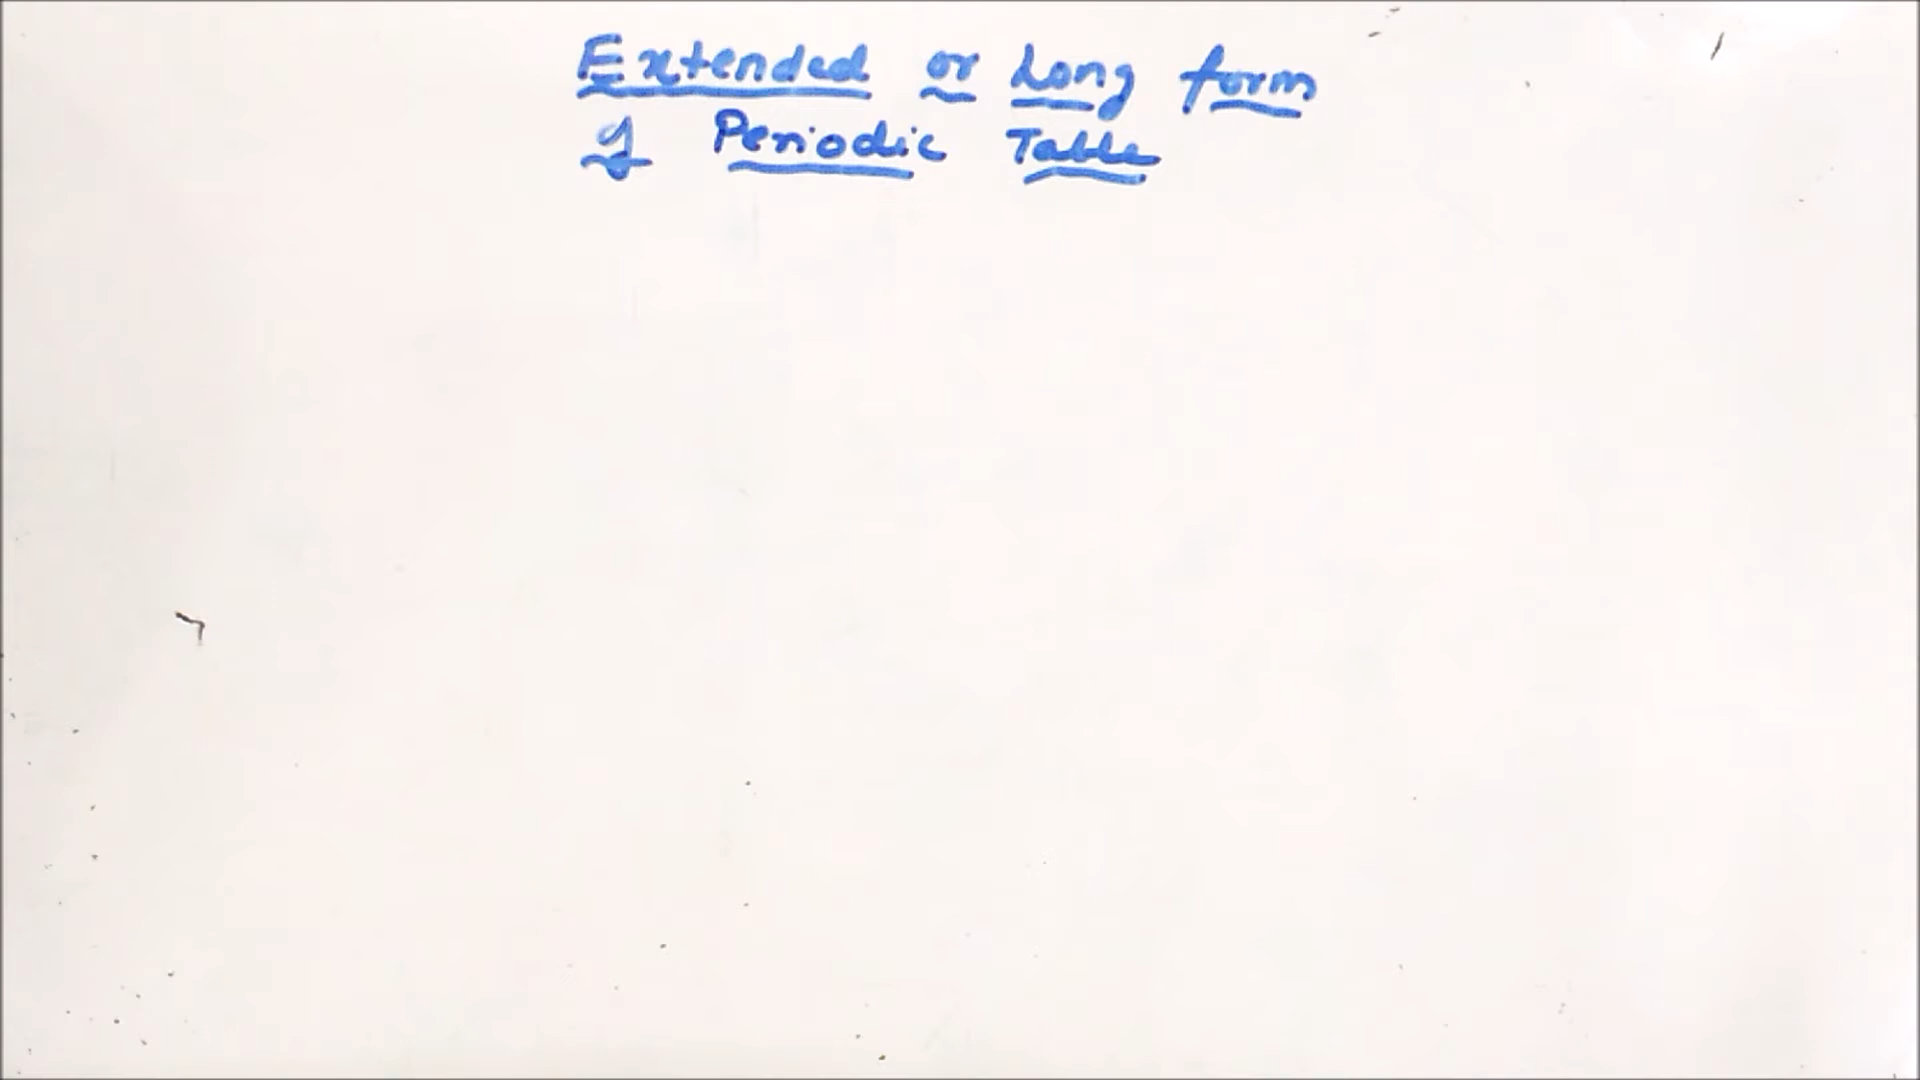 Extended or Long form
of Periodic Table